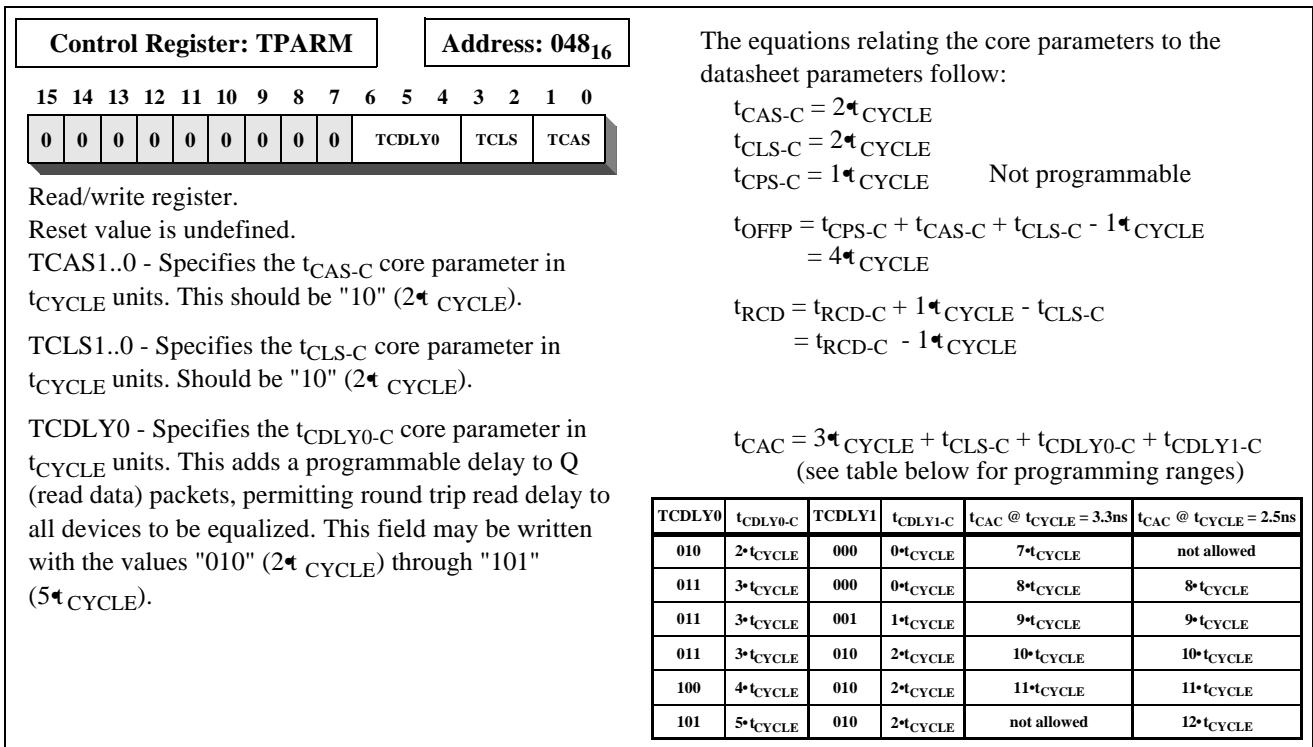 Control Register: TPARM
Address: 048₁₆
15 14 13 12 11 10 9 8 7 6 5 4 3 2 1 0
0 0 0 0 0 0 0 0 0 TCDLY0 TCLS TCAS
Read/write register.
Reset value is undefined.
TCAS1..0 - Specifies the tCAS-C core parameter in
tCYCLE units. This should be "10" (2•tCYCLE).
TCLS1..0 - Specifies the tCLS-C core parameter in
tCYCLE units. Should be "10" (2•tCYCLE).
TCDLY0 - Specifies the tCDLY0-C core parameter in
tCYCLE units. This adds a programmable delay to Q
(read data) packets, permitting round trip read delay to
all devices to be equalized. This field may be written
with the values "010" (2•tCYCLE) through "101"
(5•tCYCLE).
The equations relating the core parameters to the
datasheet parameters follow:
tCAS-C = 2•tCYCLE
tCLS-C = 2•tCYCLE
tCPS-C = 1•tCYCLE Not programmable
tOFFP = tCPS-C + tCAS-C + tCLS-C - 1•tCYCLE
= 4•tCYCLE
tRCD = tRCD-C + 1•tCYCLE - tCLS-C
= tRCD-C - 1•tCYCLE
tCAC = 3•tCYCLE + tCLS-C + tCDLY0-C + tCDLY1-C
(see table below for programming ranges)
TCDLY0 tCDLY0-C TCDLY1 tCDLY1-C tCAC @ tCYCLE = 3.3ns tCAC @ tCYCLE = 2.5ns
010 2•tCYCLE 000 0•tCYCLE 7•tCYCLE not allowed
011 3•tCYCLE 000 0•tCYCLE 8•tCYCLE 8•tCYCLE
011 3•tCYCLE 001 1•tCYCLE 9•tCYCLE 9•tCYCLE
011 3•tCYCLE 010 2•tCYCLE 10•tCYCLE 10•tCYCLE
100 4•tCYCLE 010 2•tCYCLE 11•tCYCLE 11•tCYCLE
101 5•tCYCLE 010 2•tCYCLE not allowed 12•tCYCLE